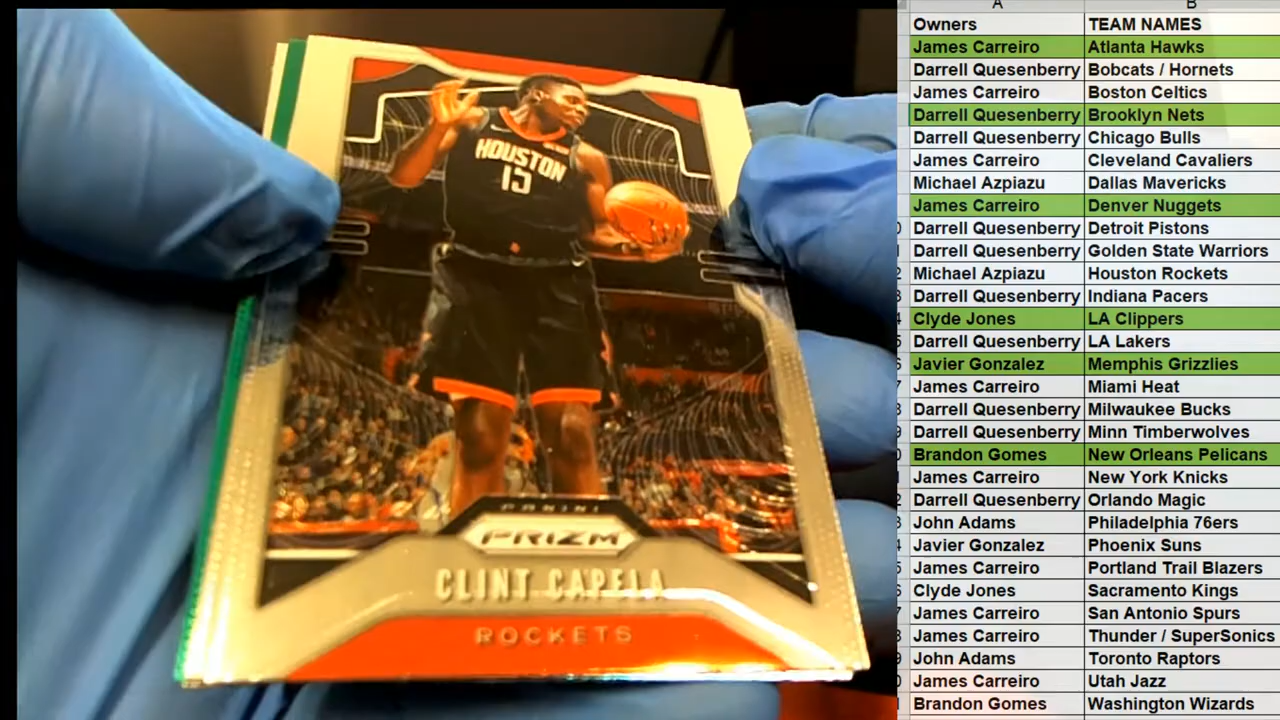 HOUSTON
15
PANINI
PRIZM
CLINT CAPELA
ROCKETS
A B
Owners TEAM NAMES
James Carreiro Atlanta Hawks
Darrell Quesenberry Bobcats / Hornets
James Carreiro Boston Celtics
Darrell Quesenberry Brooklyn Nets
Darrell Quesenberry Chicago Bulls
James Carreiro Cleveland Cavaliers
Michael Azpiazu Dallas Mavericks
James Carreiro Denver Nuggets
Darrell Quesenberry Detroit Pistons
Darrell Quesenberry Golden State Warriors
Michael Azpiazu Houston Rockets
Darrell Quesenberry Indiana Pacers
Clyde Jones LA Clippers
Darrell Quesenberry LA Lakers
Javier Gonzalez Memphis Grizzlies
James Carreiro Miami Heat
Darrell Quesenberry Milwaukee Bucks
Darrell Quesenberry Minn Timberwolves
Brandon Gomes New Orleans Pelicans
James Carreiro New York Knicks
Darrell Quesenberry Orlando Magic
John Adams Philadelphia 76ers
Javier Gonzalez Phoenix Suns
James Carreiro Portland Trail Blazers
Clyde Jones Sacramento Kings
James Carreiro San Antonio Spurs
James Carreiro Thunder / SuperSonics
John Adams Toronto Raptors
James Carreiro Utah Jazz
Brandon Gomes Washington Wizards